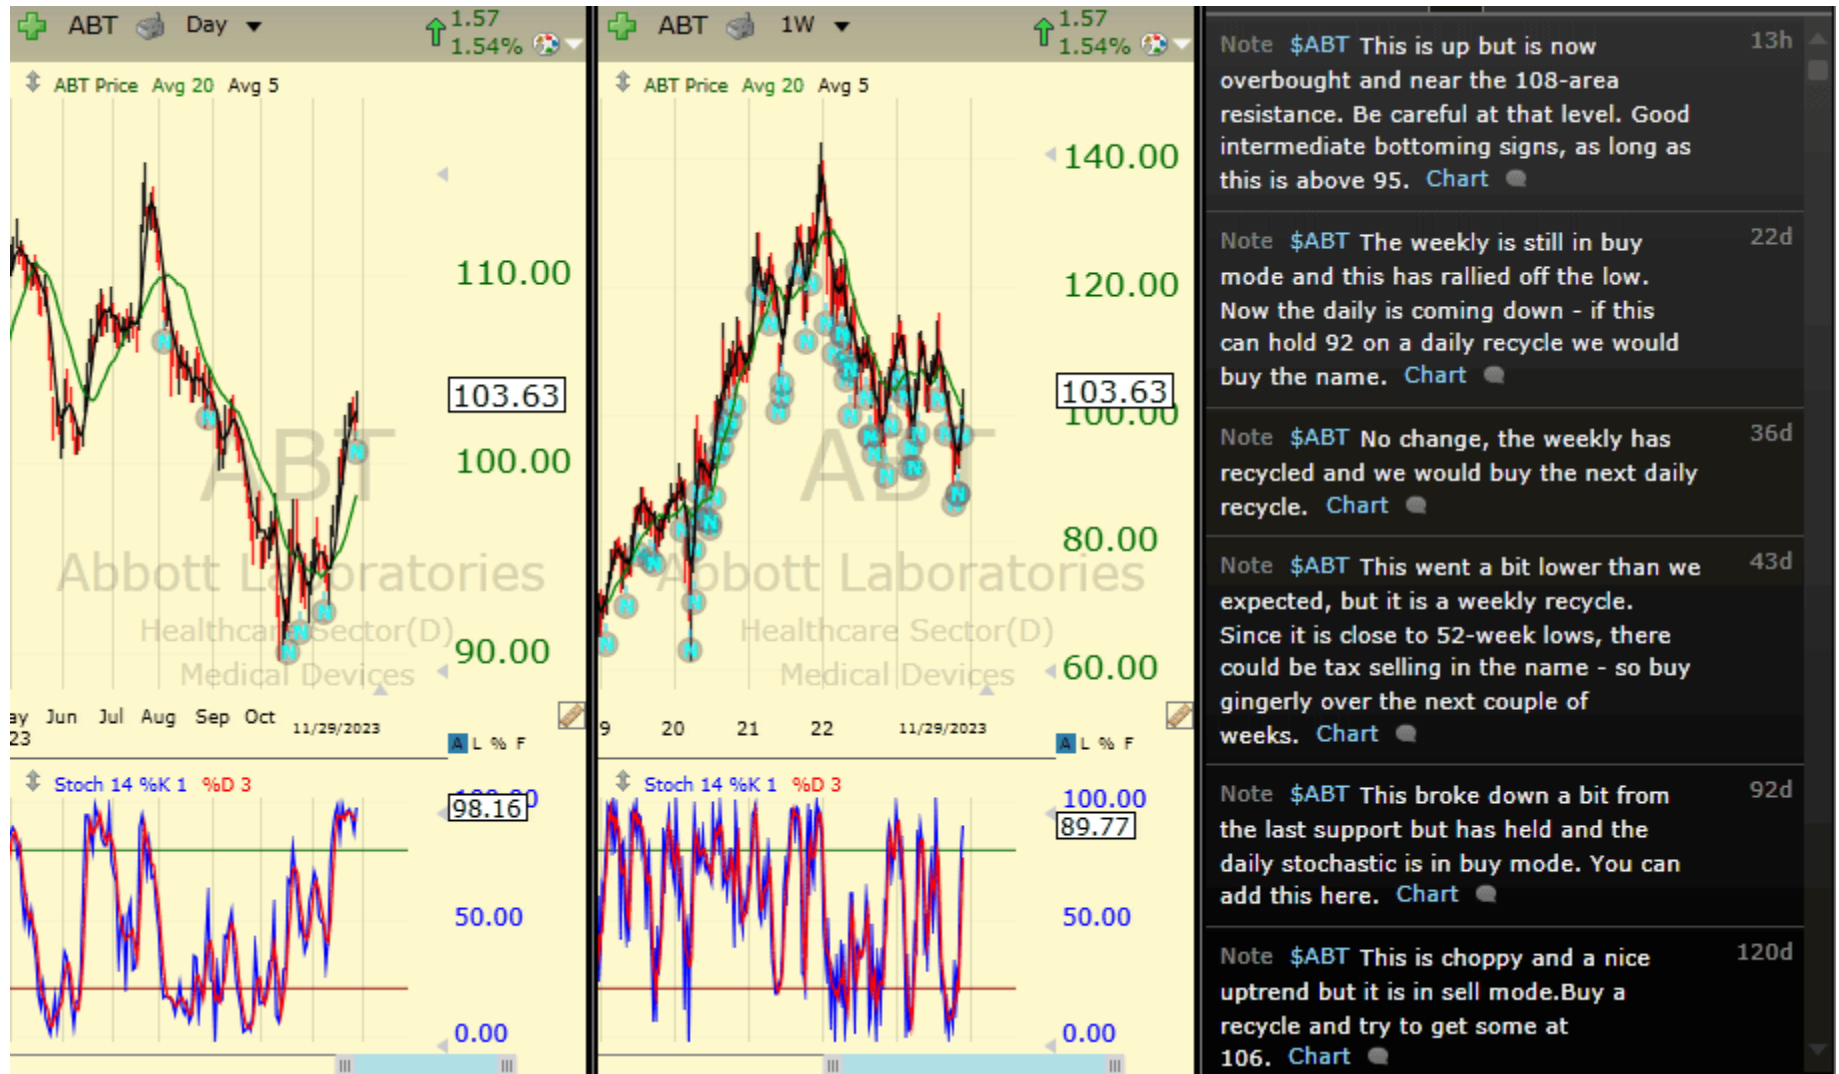 ABT Day 1.57
1.54%
ABT Price Avg 20 Avg 5
110.00
103.63
100.00
90.00
ABT
Abbott Laboratories
Healthcare Sector(D)
Medical Devices
ay Jun Jul Aug Sep Oct 11/29/2023
23
A L % F
Stoch 14 %K 1 %D 3
100.00
98.16
50.00
0.00
ABT 1W 1.57
1.54%
ABT Price Avg 20 Avg 5
140.00
120.00
103.63
100.00
80.00
60.00
ABT
Abbott Laboratories
Healthcare Sector(D)
Medical Devices
9 20 21 22 11/29/2023
A L % F
Stoch 14 %K 1 %D 3
100.00
89.77
50.00
0.00
Note $ABT This is up but is now 13h
overbought and near the 108-area
resistance. Be careful at that level. Good
intermediate bottoming signs, as long as
this is above 95. Chart
Note $ABT The weekly is still in buy 22d
mode and this has rallied off the low.
Now the daily is coming down - if this
can hold 92 on a daily recycle we would
buy the name. Chart
Note $ABT No change, the weekly has 36d
recycled and we would buy the next daily
recycle. Chart
Note $ABT This went a bit lower than we 43d
expected, but it is a weekly recycle.
Since it is close to 52-week lows, there
could be tax selling in the name - so buy
gingerly over the next couple of
weeks. Chart
Note $ABT This broke down a bit from 92d
the last support but has held and the
daily stochastic is in buy mode. You can
add this here. Chart
Note $ABT This is choppy and a nice 120d
uptrend but it is in sell mode.Buy a
recycle and try to get some at
106. Chart